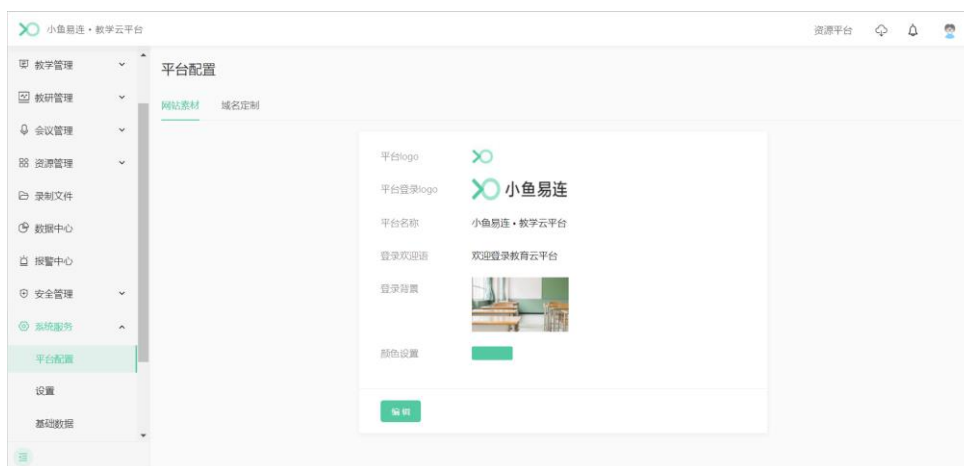 小鱼易连•教学云平台
资源平台
教学管理
教研管理
会议管理
资源管理
录制文件
数据中心
报警中心
安全管理
系统服务
平台配置
设置
基础数据
平台配置
网站素材 域名定制
平台logo
平台登录logo 小鱼易连
平台名称 小鱼易连•教学云平台
登录欢迎语 欢迎登录教育云平台
登录背景
颜色设置
编辑